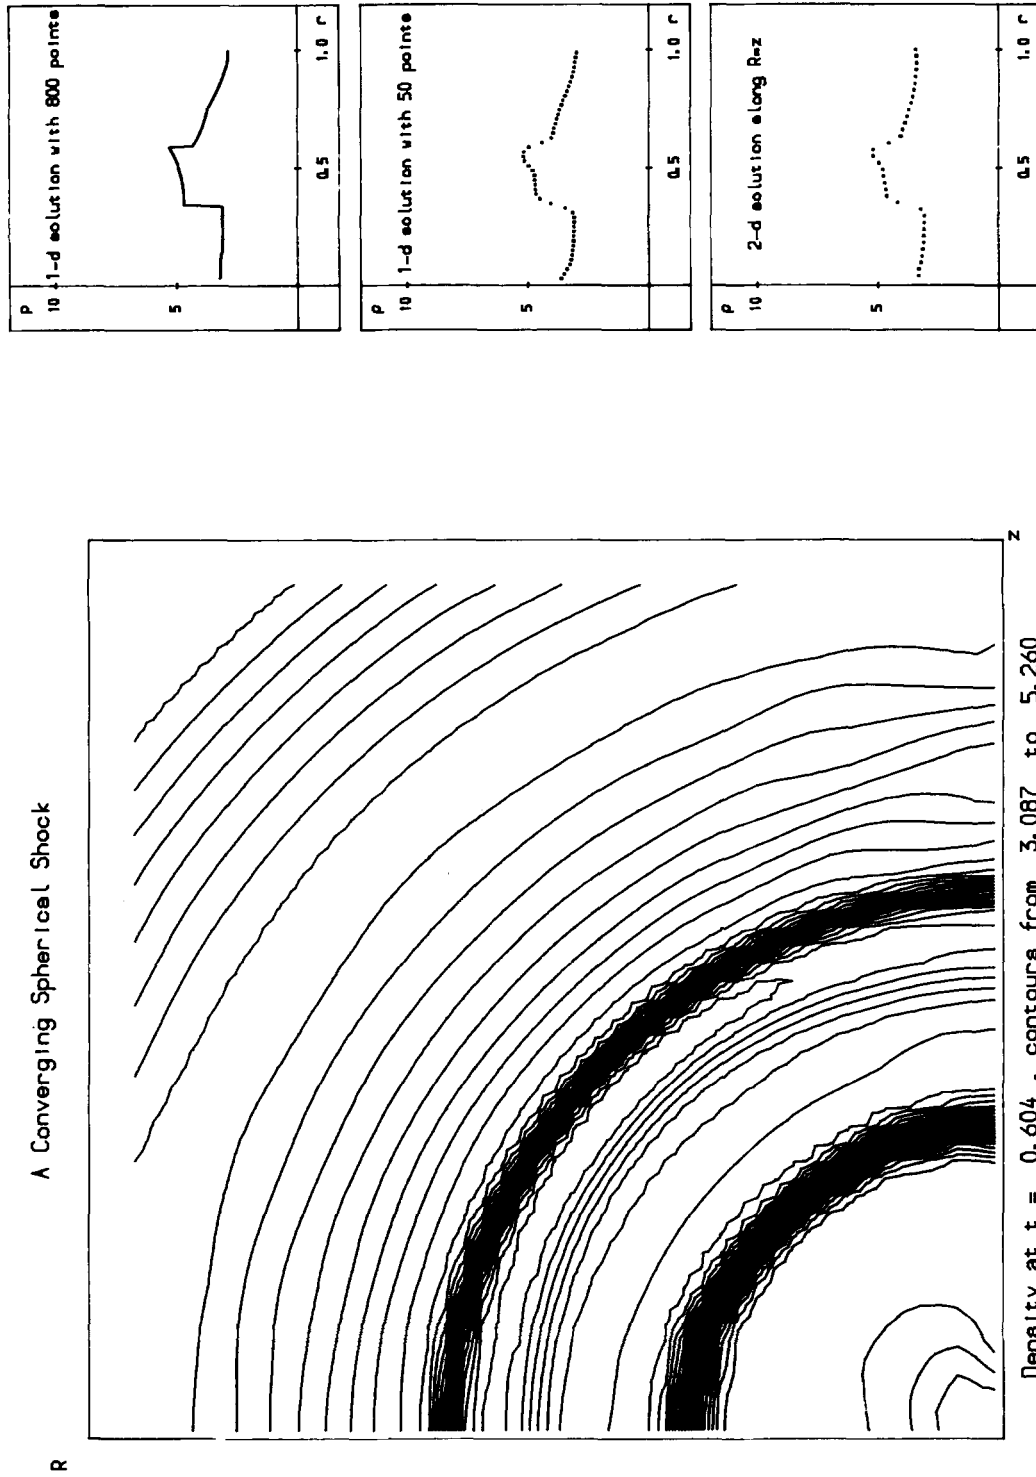 A Converging Spherical Shock
R
z
Density at t = 0.604 , contours from 3.087 to 5.260
ρ
10 1-d solution with 800 points
5
0.5 1.0 r
ρ
10 1-d solution with 50 points
5
0.5 1.0 r
ρ
10 2-d solution along R=z
5
0.5 1.0 r